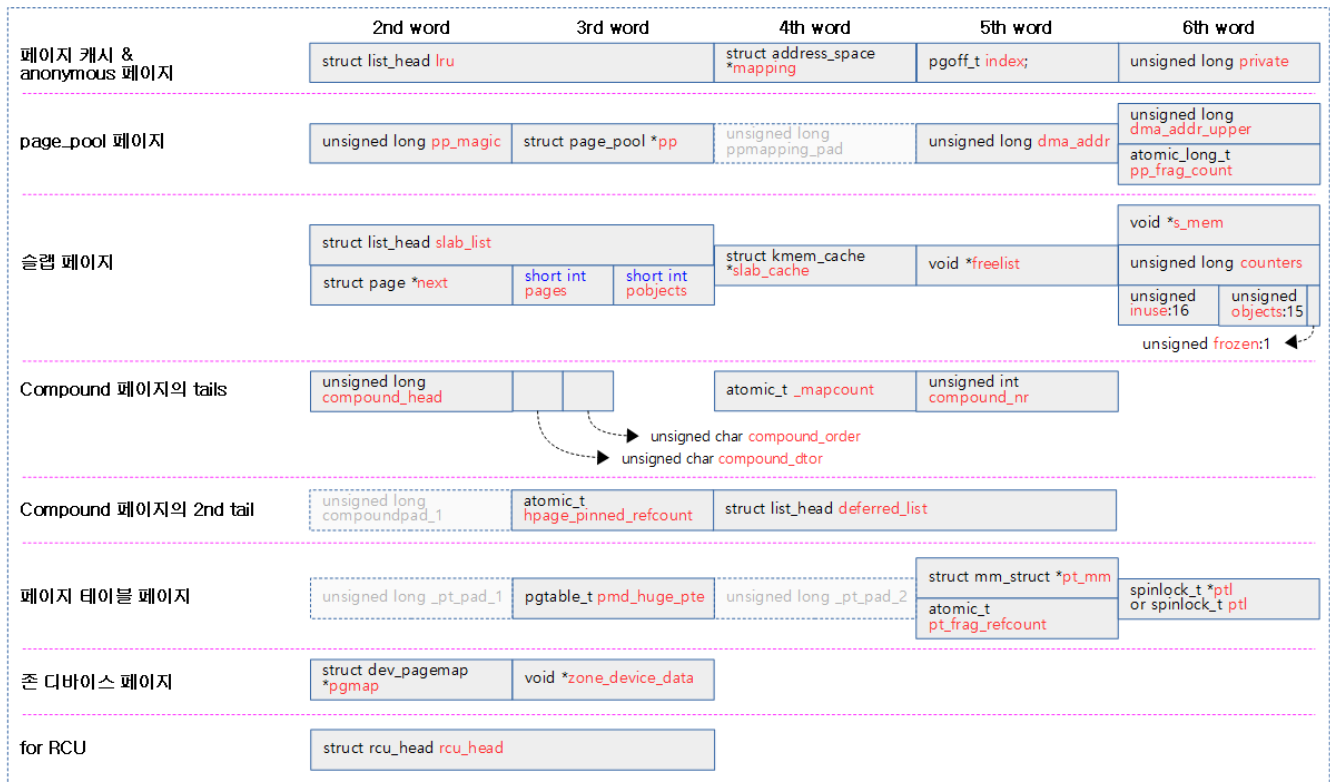 2nd word 3rd word 4th word 5th word 6th word
페이지 캐시 &
anonymous 페이지
struct list_head lru
struct address_space
*mapping
pgoff_t index;
unsigned long private
page_pool 페이지
unsigned long pp_magic
struct page_pool *pp
unsigned long
ppmapping_pad
unsigned long dma_addr
unsigned long
dma_addr_upper
atomic_long_t
pp_frag_count
슬랩 페이지
struct list_head slab_list
struct page *next
short int
pages
short int
pobjects
struct kmem_cache
*slab_cache
void *freelist
void *s_mem
unsigned long counters
unsigned
inuse:16
unsigned
objects:15
unsigned frozen:1
Compound 페이지의 tails
unsigned long
compound_head
atomic_t _mapcount
unsigned int
compound_nr
unsigned char compound_order
unsigned char compound_dtor
Compound 페이지의 2nd tail
unsigned long
compoundpad_1
atomic_t
hpage_pinned_refcount
struct list_head deferred_list
페이지 테이블 페이지
unsigned long _pt_pad_1
pgtable_t pmd_huge_pte
unsigned long _pt_pad_2
struct mm_struct *pt_mm
atomic_t
pt_frag_refcount
spinlock_t *ptl
or spinlock_t ptl
존 디바이스 페이지
struct dev_pagemap
*pgmap
void *zone_device_data
for RCU
struct rcu_head rcu_head